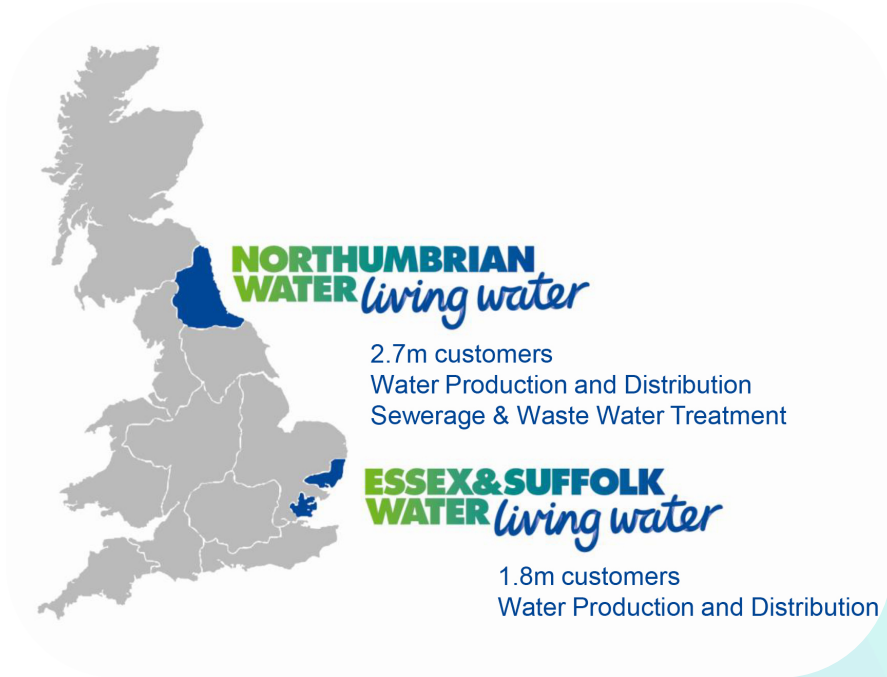 NORTHUMBRIAN
WATER living water
2.7m customers
Water Production and Distribution
Sewerage & Waste Water Treatment
ESSEX&SUFFOLK
WATER living water
1.8m customers
Water Production and Distribution